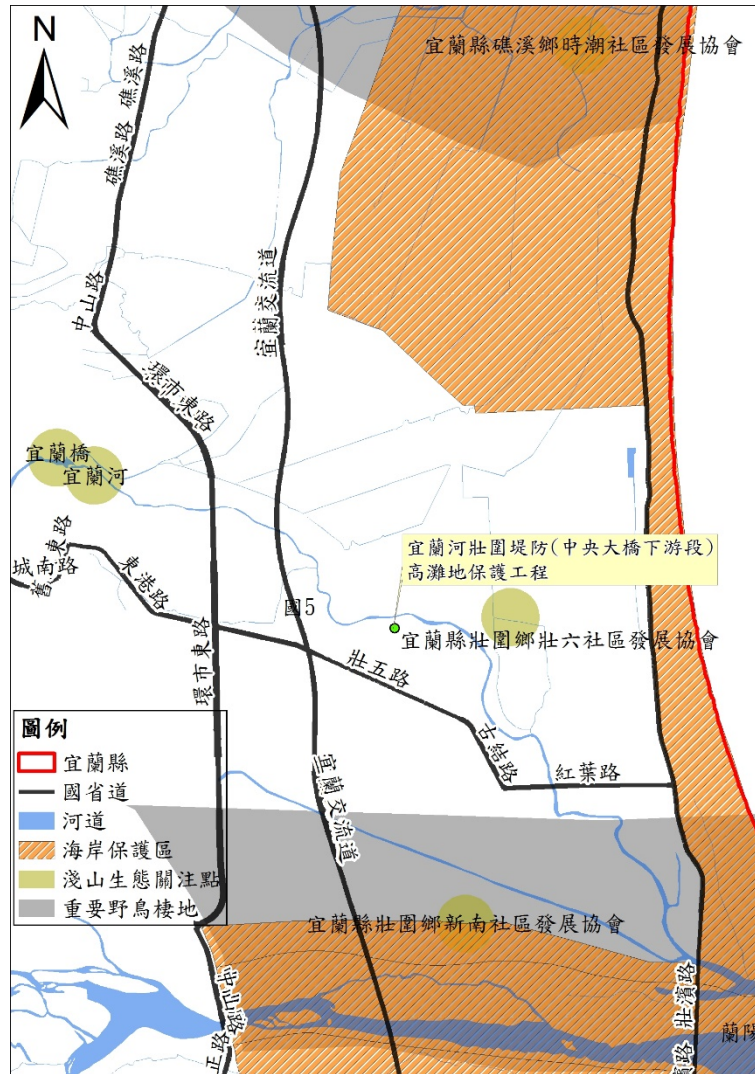 N
宜蘭縣礁溪鄉時潮社區發展協會
礁溪路
礁溪路
中山路
宜蘭交流道
環市東路
宜蘭橋
宜蘭河
宜蘭河壯圍堤防(中央大橋下游段)
高灘地保護工程
東路
舊
城南路
東港路
國5
宜蘭縣壯圍鄉壯六社區發展協會
環市東路
壯五路
古結路
紅葉路
宜蘭交流道
圖例
宜蘭縣
國省道
河道
海岸保護區
淺山生態關注點
重要野鳥棲地
宜蘭縣壯圍鄉新南社區發展協會
中山路
正路
壯濱路
濱路
蘭陽